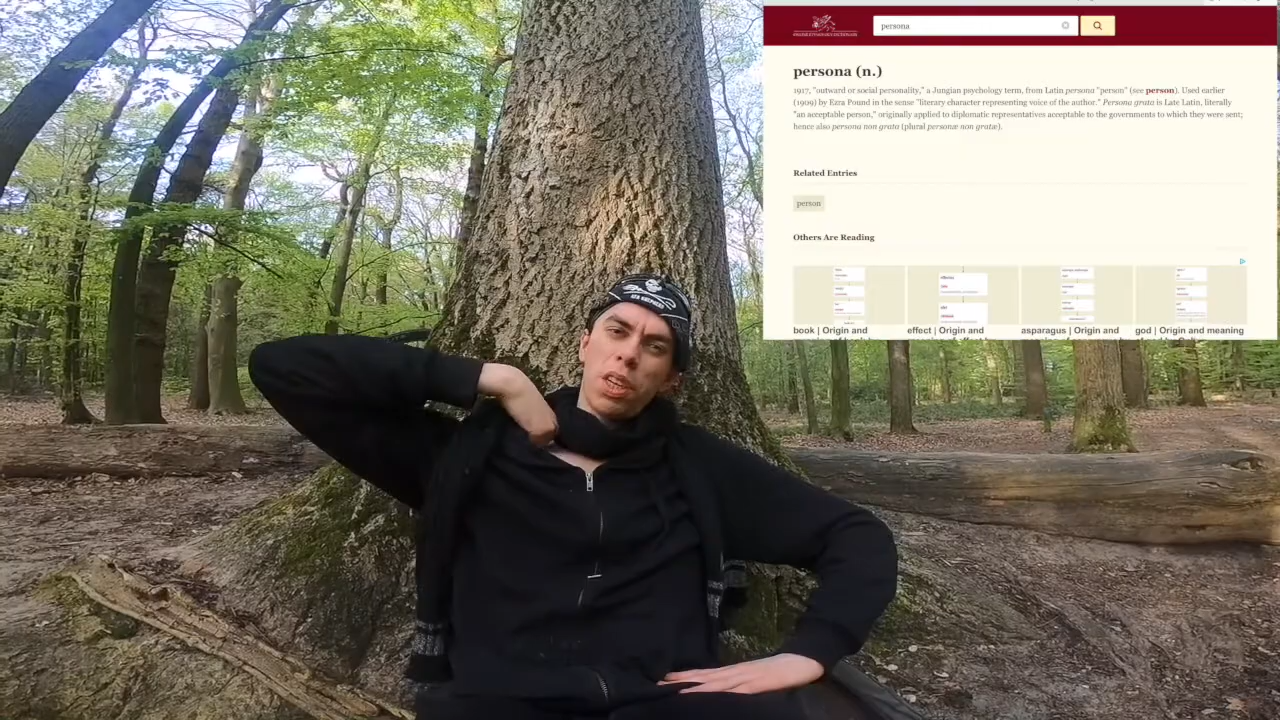 persona
persona (n.)
1917, "outward or social personality," a Jungian psychology term, from Latin persona "person" (see person). Used earlier
(1909) by Ezra Pound in the sense "literary character representing voice of the author." Persona grata is Late Latin, literally
"an acceptable person," originally applied to diplomatic representatives acceptable to the governments to which they were sent;
hence also persona non grata (plural personæ non gratæ).
Related Entries
person
Others Are Reading
book | Origin and
effect | Origin and
asparagus | Origin and
god | Origin and meaning